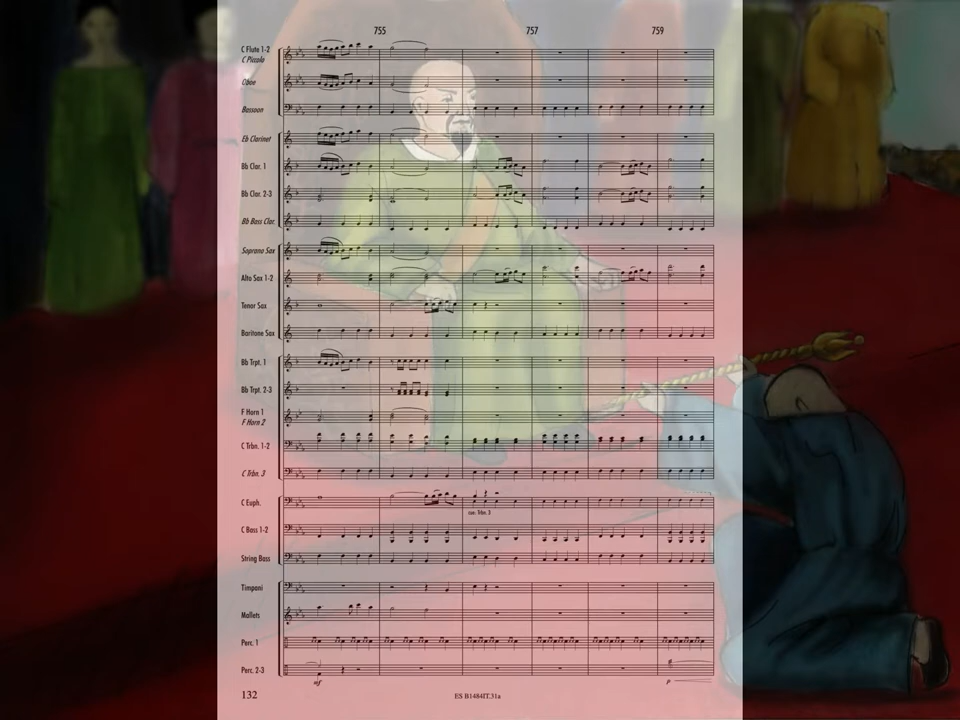 755 757 759
C Flute 1-2
C Piccolo
Oboe
Bassoon
Eb Clarinet
Bb Clar. 1
Bb Clar. 2-3
Bb Bass Clar.
Soprano Sax
Alto Sax 1-2
Tenor Sax
Baritone Sax
Bb Trpt. 1
Bb Trpt. 2-3
F Horn 1
F Horn 2
C Trbn. 1-2
C Trbn. 3
C Euph.
cue: Trbn. 3
C Bass 1-2
String Bass
Timpani
Mallets
Perc. 1
Perc. 2-3
mf p
132 ES B1484IT.31a